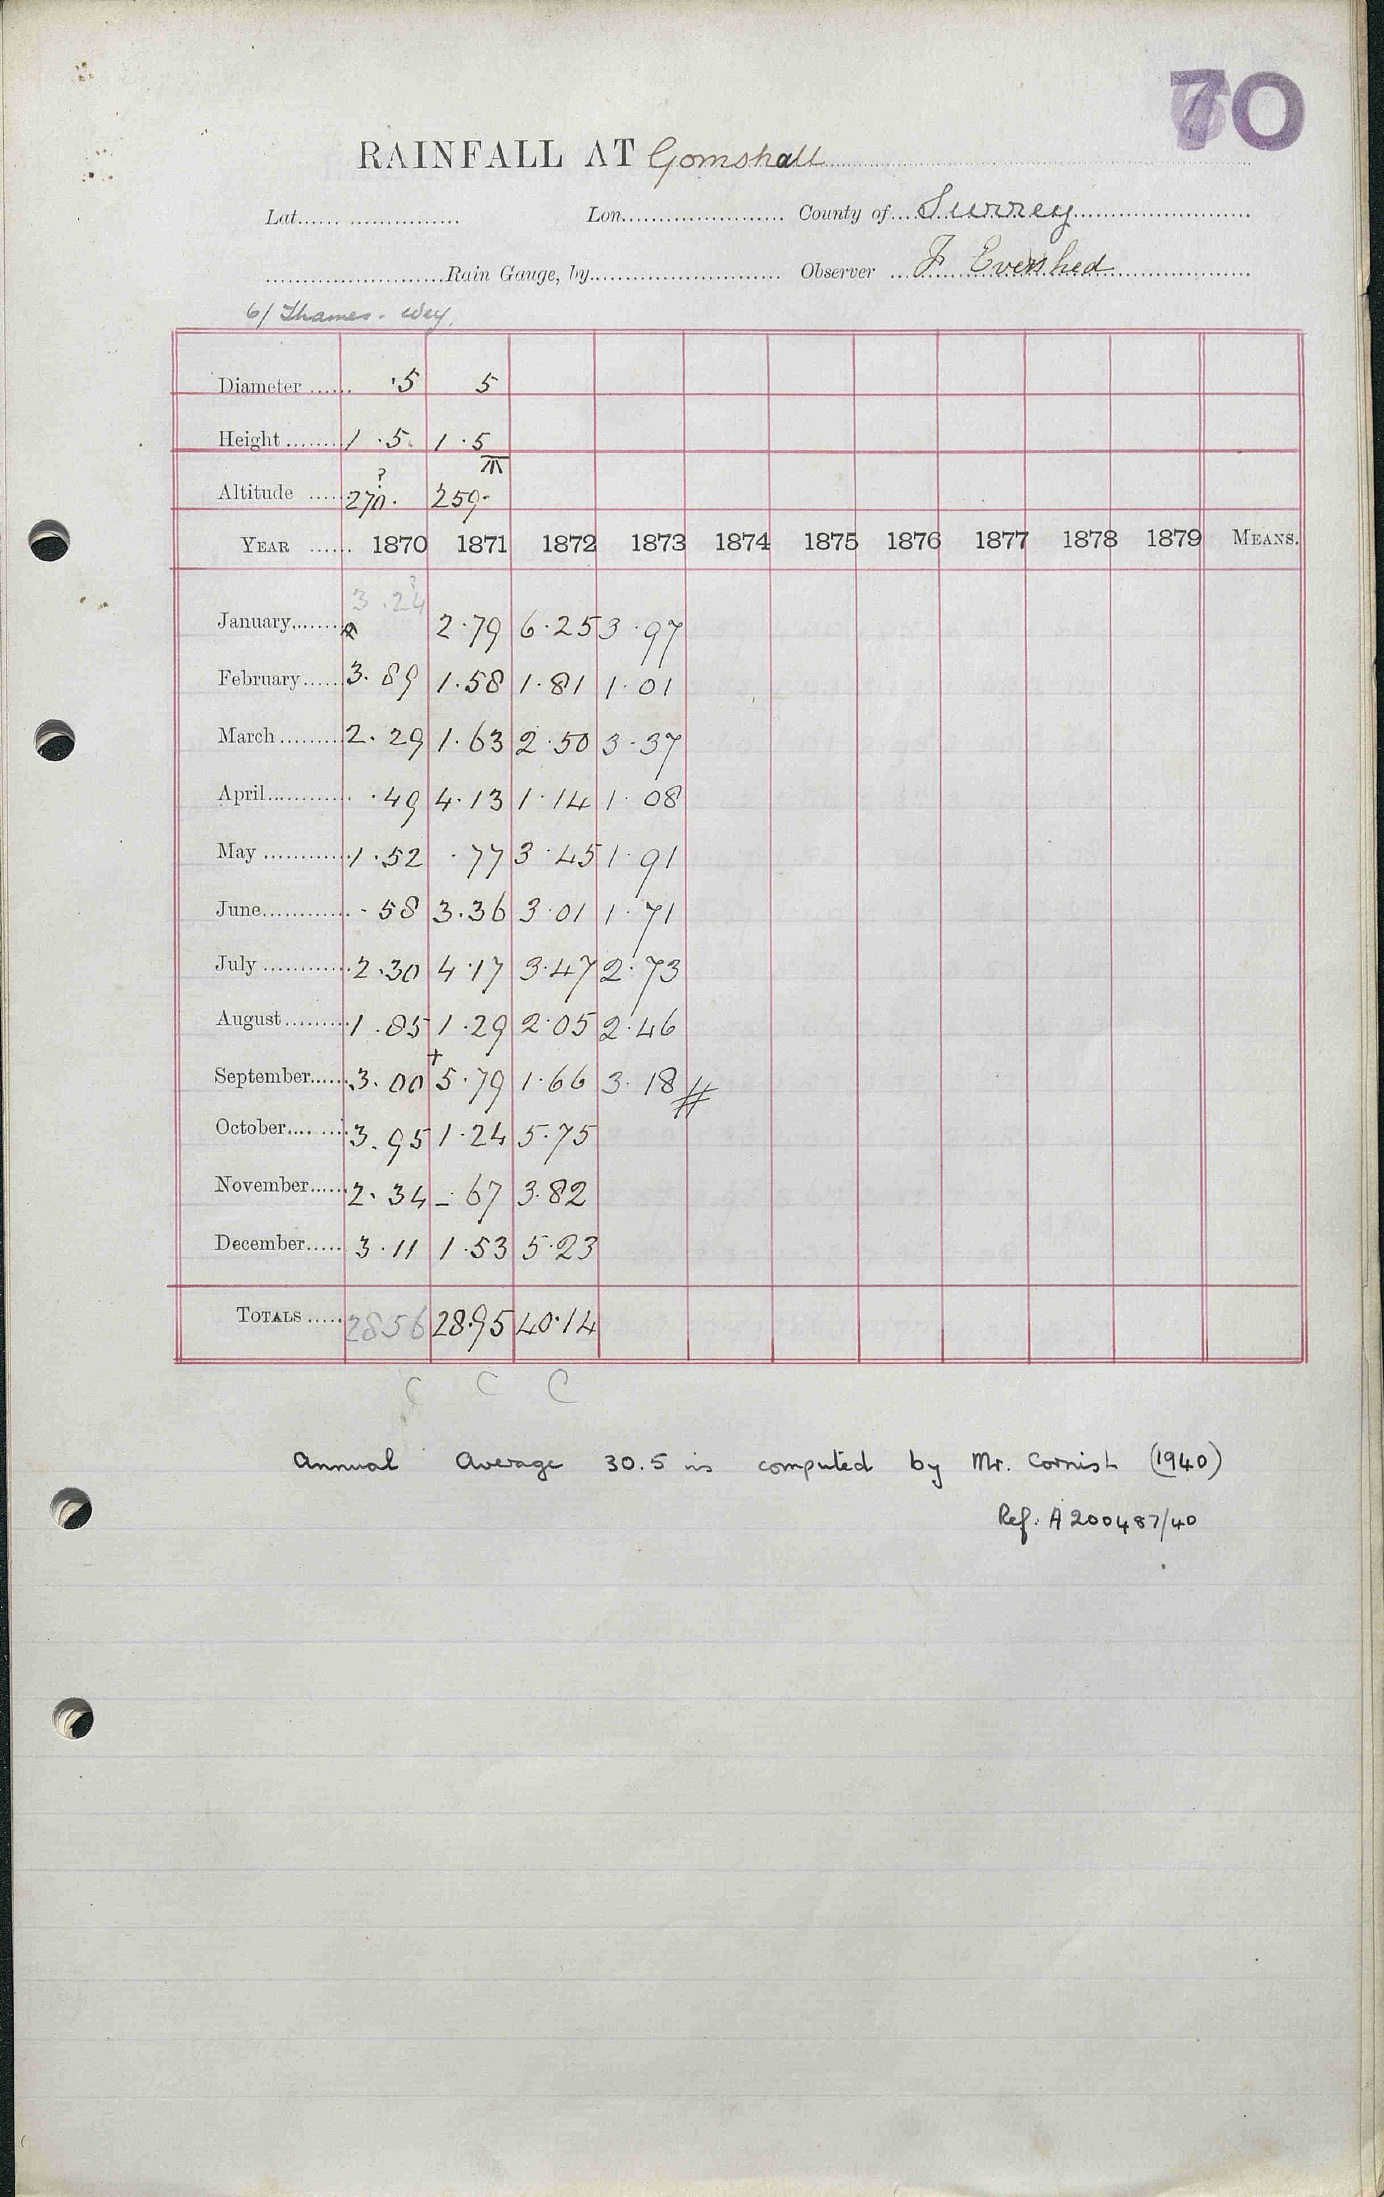 70
RAINFALL AT Gomshall
Lat. Lon. County of Surrey
Rain Gauge, by Observer F Evershed
6/ Thames - Wey.
Diameter 5 5
Height 1 . 5 1 . 5
Altitude 270. ? 259
YEAR 1870 1871 1872 1873 1874 1875 1876 1877 1878 1879 MEANS.
January 3.24 ? 2.79 6.25 3.97
February 3.89 1.58 1.81 1.01
March 2.29 1.63 2.50 3.37
April .49 4.13 1.14 1.08
May 1.52 .77 3.45 1.91
June .58 3.36 3.01 1.71
July 2.30 4.17 3.47 2.73
August 1.85 1.29 2.05 2.46
September 3.00 + 5.79 1.66 3.18 #
October 3.95 1.24 5.75
November 2.34 - .67 3.82
December 3.11 1.53 5.23
TOTALS 28.56 28.95 40.14
C C C
Annual Average 30.5 in computed by Mr. Cornish (1940)
Ref: A200487/40